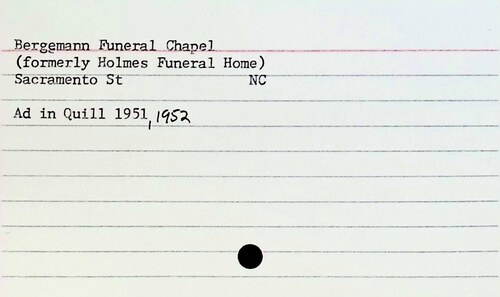 Bergemann Funeral Chapel
(formerly Holmes Funeral Home)
Sacramento St NC
Ad in Quill 1951, 1952